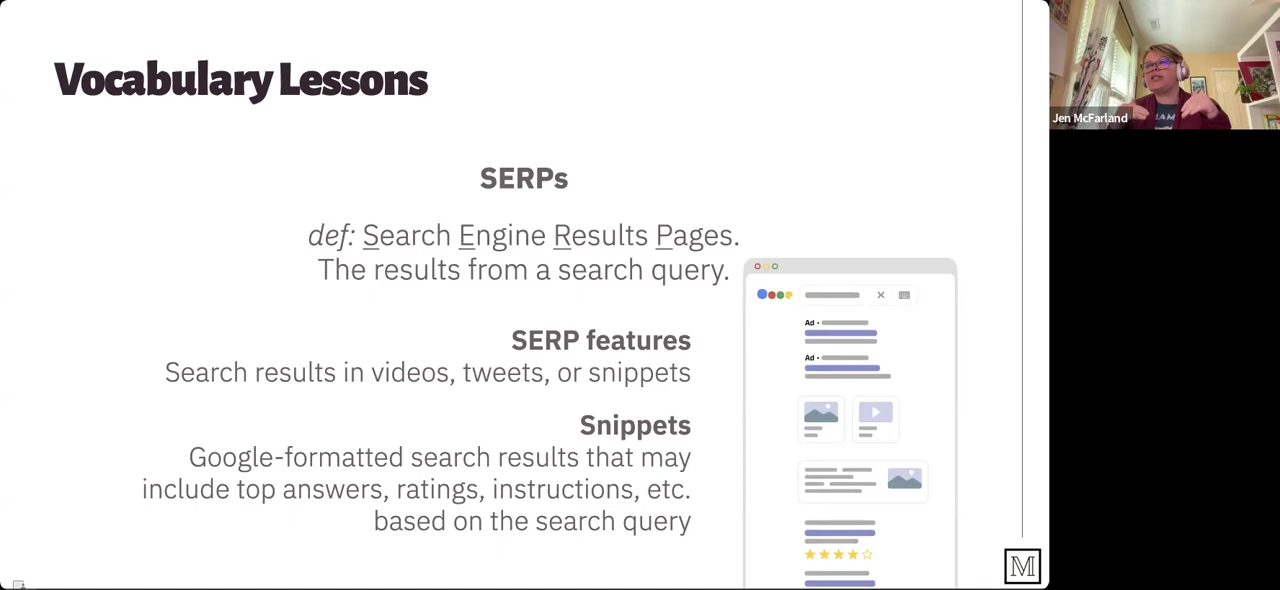 Vocabulary Lessons
SERPs
def: Search Engine Results Pages.
The results from a search query.
SERP features
Search results in videos, tweets, or snippets
Snippets
Google-formatted search results that may
include top answers, ratings, instructions, etc.
based on the search query
Ad •
Ad •
M
Jen McFarland